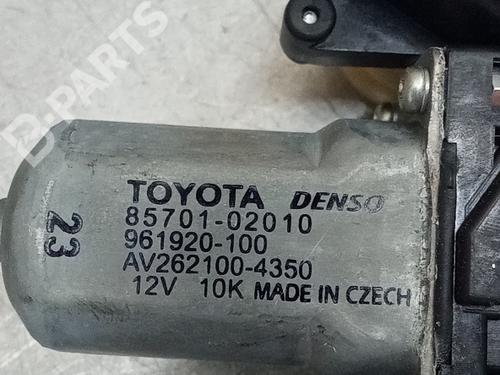 B-PARTS
TOYOTA DENSO
85701-02010
961920-100
AV262100-4350
12V 10K MADE IN CZECH
23